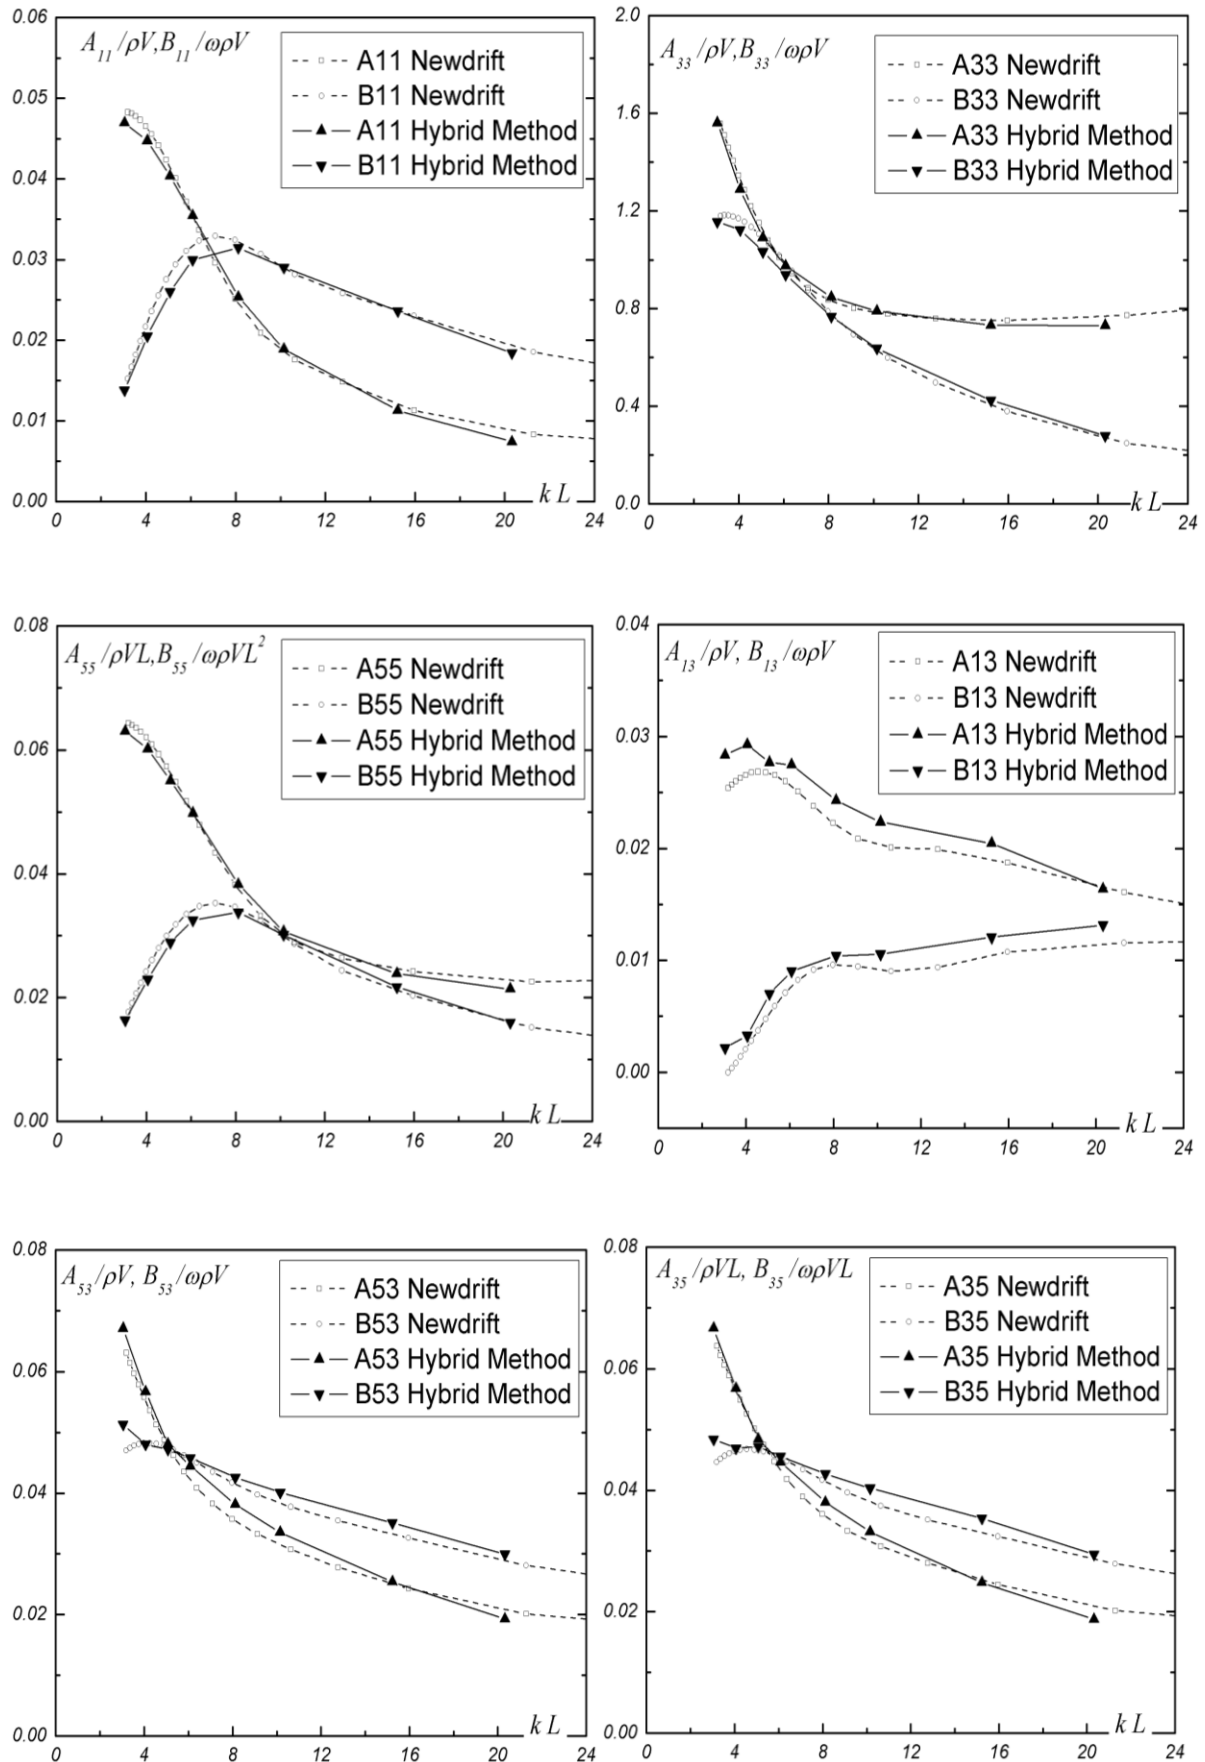 0.06
0.05
0.04
0.03
0.02
0.01
0.00
A₁₁/ρV,B₁₁/ωρV
A11 Newdrift
B11 Newdrift
A11 Hybrid Method
B11 Hybrid Method
k L
0 4 8 12 16 20 24
2.0
1.6
1.2
0.8
0.4
0.0
A₃₃/ρV,B₃₃/ωρV
A33 Newdrift
B33 Newdrift
A33 Hybrid Method
B33 Hybrid Method
k L
0 4 8 12 16 20 24
0.08
0.06
0.04
0.02
0.00
A₅₅/ρVL,B₅₅/ωρVL²
A55 Newdrift
B55 Newdrift
A55 Hybrid Method
B55 Hybrid Method
k L
0 4 8 12 16 20 24
0.04
0.03
0.02
0.01
0.00
A₁₃/ρV, B₁₃/ωρV
A13 Newdrift
B13 Newdrift
A13 Hybrid Method
B13 Hybrid Method
k L
0 4 8 12 16 20 24
0.08
0.06
0.04
0.02
0.00
A₅₃/ρV, B₅₃/ωρV
A53 Newdrift
B53 Newdrift
A53 Hybrid Method
B53 Hybrid Method
k L
0 4 8 12 16 20 24
0.08
0.06
0.04
0.02
0.00
A₃₅/ρVL, B₃₅/ωρVL
A35 Newdrift
B35 Newdrift
A35 Hybrid Method
B35 Hybrid Method
k L
0 4 8 12 16 20 24